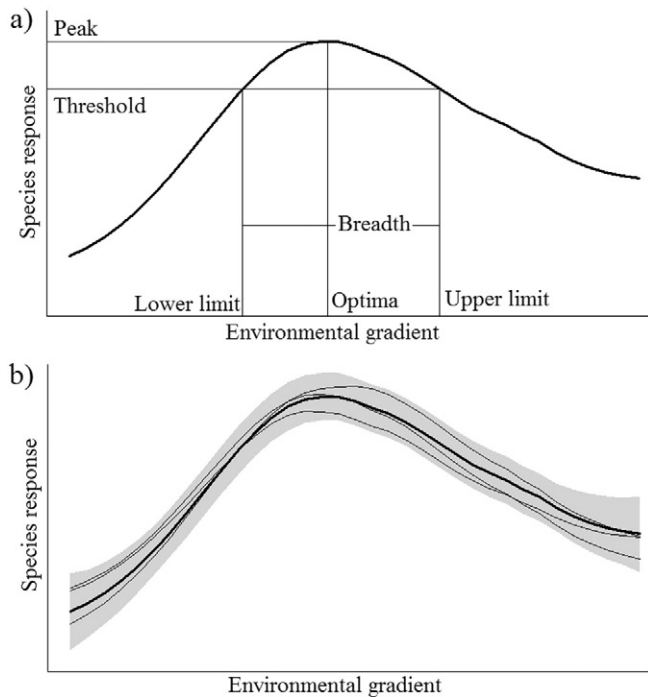 a)
Peak
Threshold
Species response
Breadth
Lower limit
Optima
Upper limit
Environmental gradient
b)
Species response
Environmental gradient